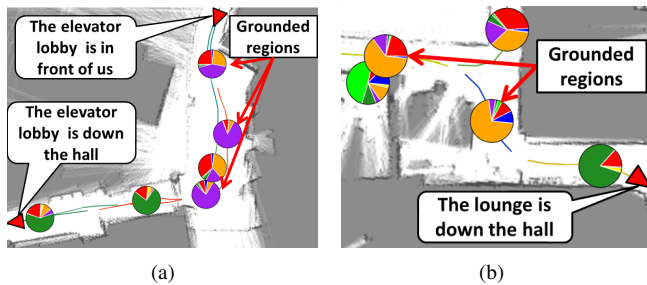 The elevator
lobby is in
front of us
Grounded
regions
The
elevator
lobby is down
the hall
(a)
Grounded
regions
The lounge is
down the hall
(b)